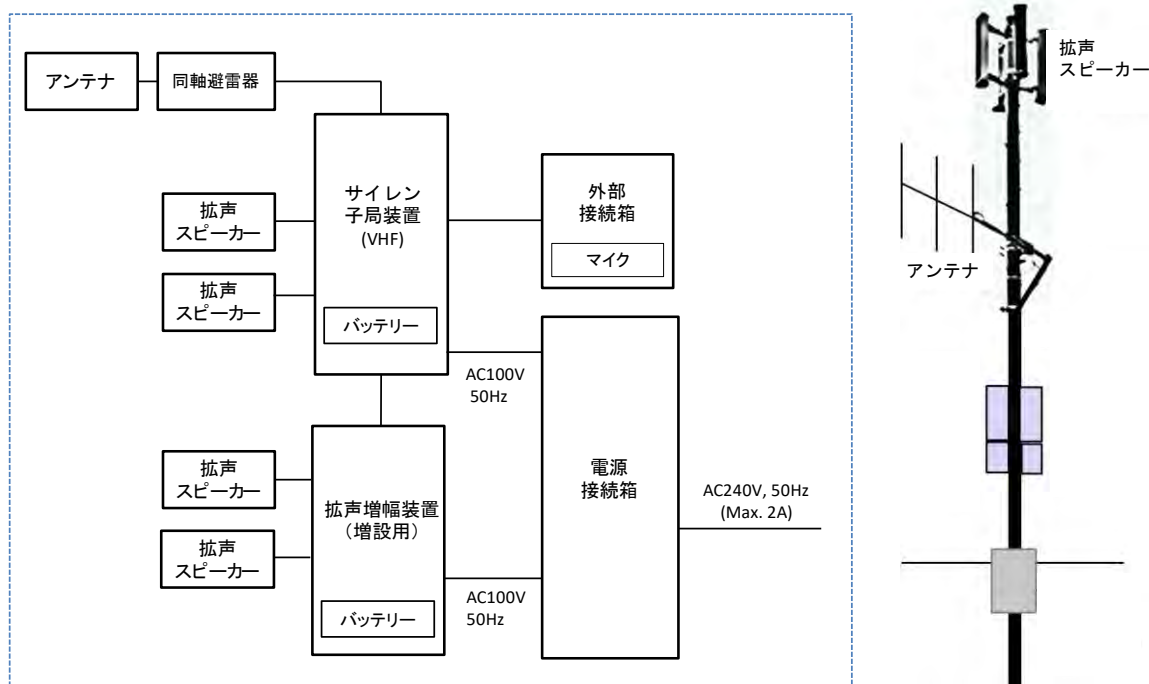 アンテナ
同軸避雷器
サイレン
子局装置
(VHF)
バッテリー
拡声
スピーカー
拡声
スピーカー
外部
接続箱
マイク
AC100V
50Hz
拡声増幅装置
（増設用）
バッテリー
拡声
スピーカー
拡声
スピーカー
AC100V
50Hz
電源
接続箱
AC240V, 50Hz
(Max. 2A)
拡声
スピーカー
アンテナ